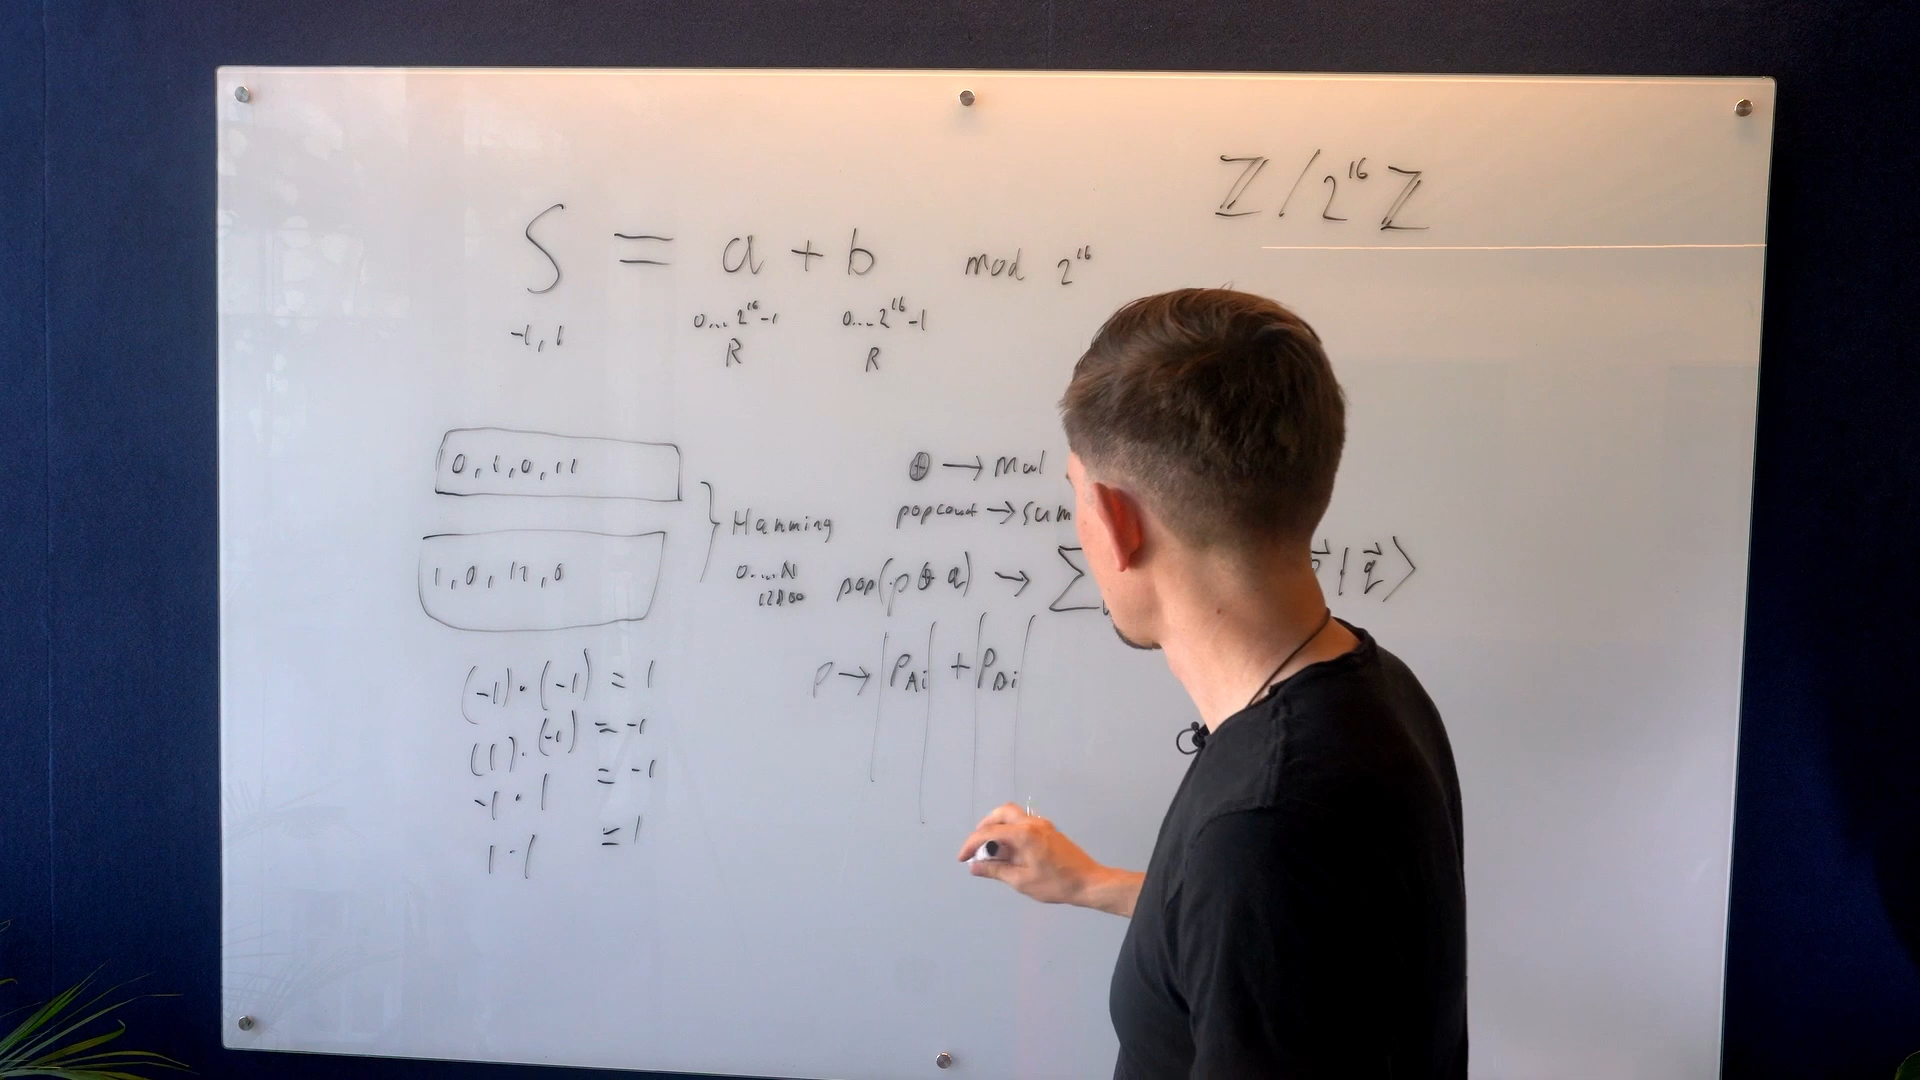 ℤ/2¹⁶ℤ
S = a + b mod 2¹⁶
-1, 1
0...2¹⁶-1 0...2¹⁶-1
R R
0, 1, 0, 11
1, 0, 11, 0
Hamming
0...N
12800
⊕ → mul
popcount → sum
pop(p ⊕ q) → ∑ | q⃗ ⟩
p → |P_Ai| + |P_Bi|
(-1) · (-1) = 1
(1) · (-1) = -1
-1 · 1 = -1
1 · 1 = 1